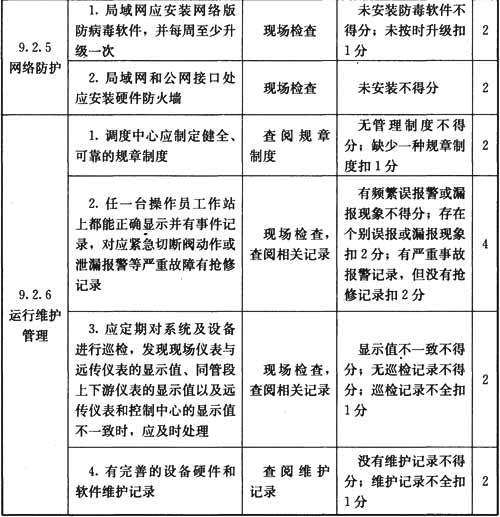 9.2.5
网络防护
1. 局域网应安装网络版
防病毒软件，并每周至少升
级一次
现场检查
未安装防毒软件不
得分；未按时升级扣
1分
2
2. 局域网和公网接口处
应安装硬件防火墙
现场检查
未安装不得分
2
9.2.6
运行维护
管理
1. 调度中心应制定健全、
可靠的规章制度
查阅规章
制度
无管理制度不得
分；缺少一种规章制
度扣1分
2
2. 任一台操作员工作站
上都能正确显示并有事件记
录，对应紧急切断阀动作或
泄漏报警等严重故障有抢修
记录
现场检查，
查阅相关记录
有频繁误报警或漏
报现象不得分；存在
个别误报或漏报现象
扣2分；有严重事故
报警记录，但没有抢
修记录扣2分
4
3. 应定期对系统及设备
进行巡检，发现现场仪表与
远传仪表的显示值、同管段
上下游仪表的显示值以及远
传仪表和控制中心的显示值
不一致时，应及时处理
现场检查，
查阅相关记录
显示值不一致不得
分；无巡检记录不得
分；巡检记录不全扣
1分
2
4. 有完善的设备硬件和
软件维护记录
查阅维护
记录
没有维护记录不得
分；维护记录不全扣
1分
2